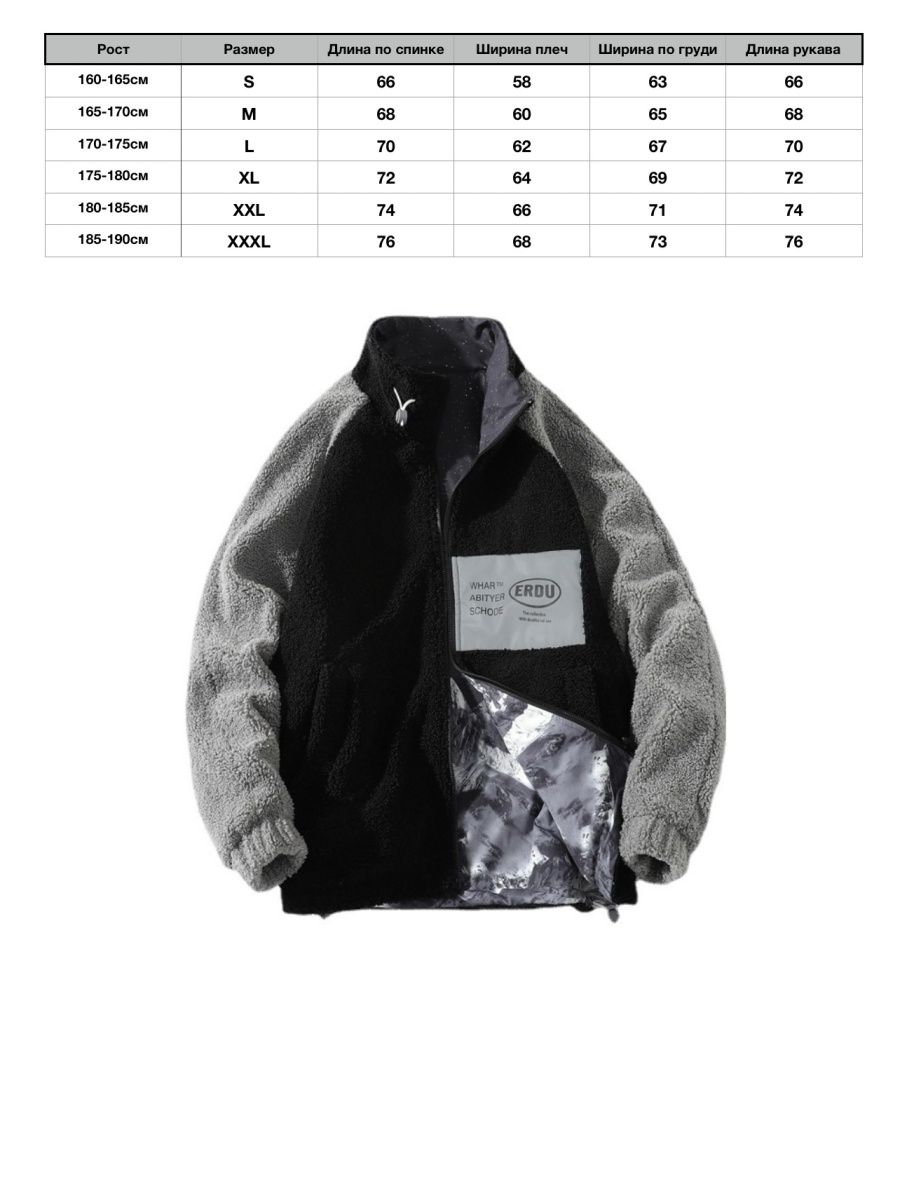 Рост Размер Длина по спинке Ширина плеч Ширина по груди Длина рукава
160-165см S 66 58 63 66
165-170см M 68 60 65 68
170-175см L 70 62 67 70
175-180см XL 72 64 69 72
180-185см XXL 74 66 71 74
185-190см XXXL 76 68 73 76
WHAR™
ABITYER
SCHOOE
ERDU